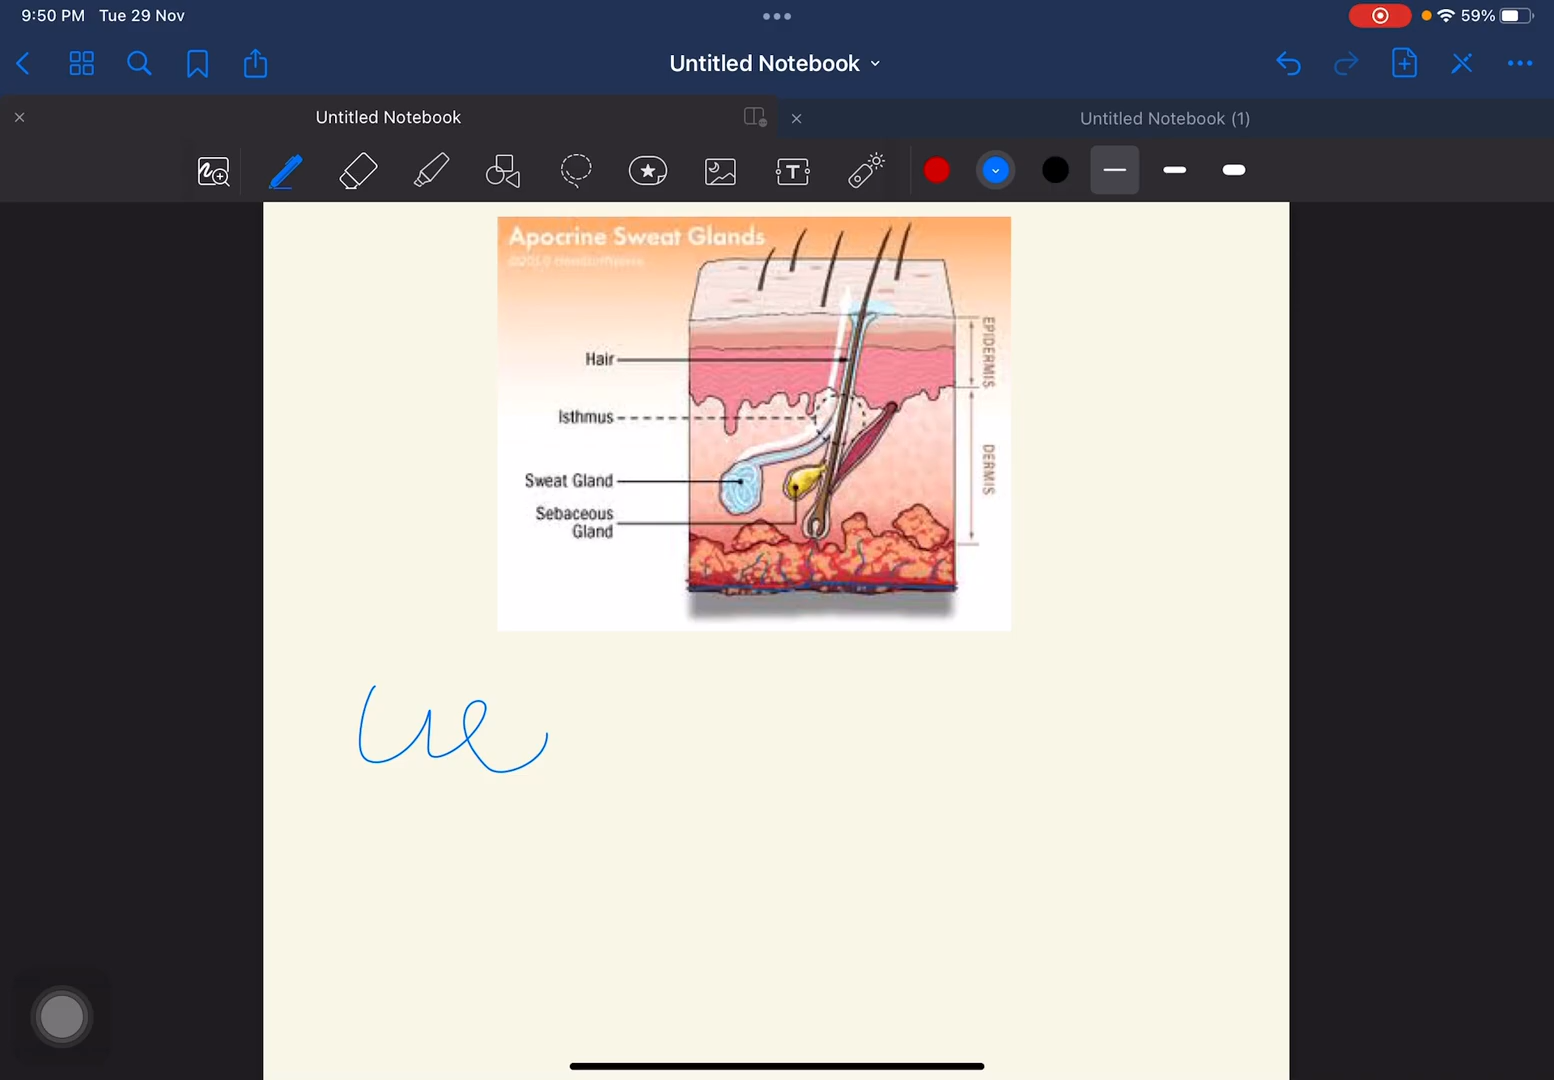 9:50 PM Tue 29 Nov
59%
Untitled Notebook
Untitled Notebook
Untitled Notebook (1)
T
Apocrine Sweat Glands
Hair
Isthmus
Sweat Gland
Sebaceous
Gland
EPIDERMIS
DERMIS